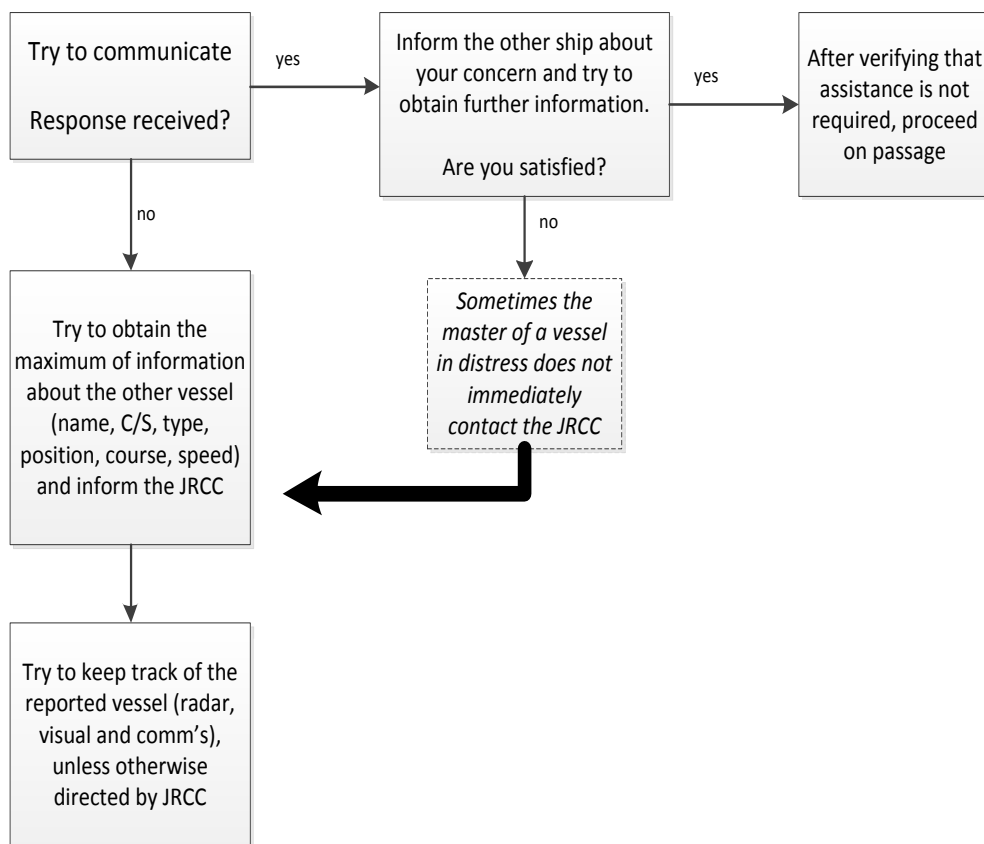 Try to communicate
Response received?
yes
Inform the other ship about
your concern and try to
obtain further information.
Are you satisfied?
yes
After verifying that
assistance is not
required, proceed
on passage
no
no
Try to obtain the
maximum of information
about the other vessel
(name, C/S, type,
position, course, speed)
and inform the JRCC
Sometimes the
master of a vessel
in distress does not
immediately
contact the JRCC
Try to keep track of the
reported vessel (radar,
visual and comm's),
unless otherwise
directed by JRCC